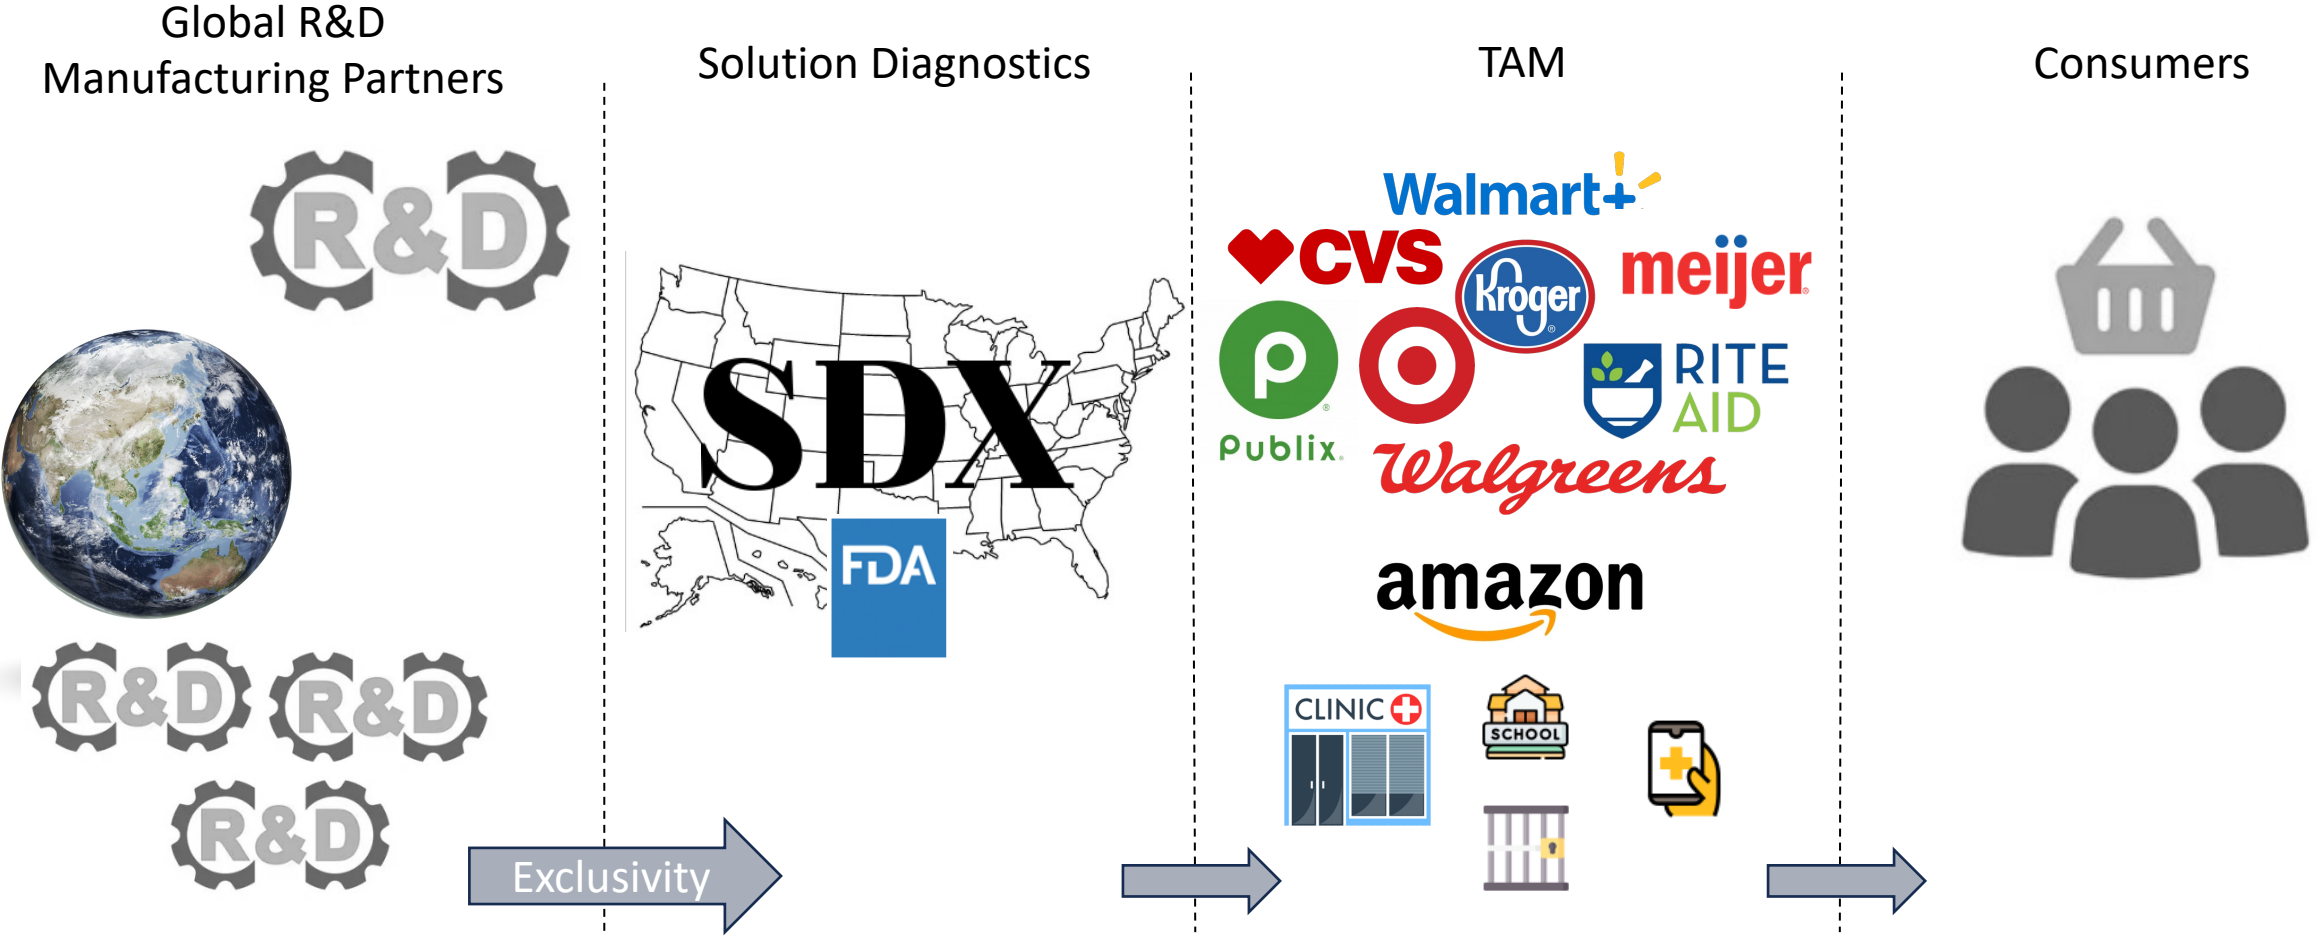 Global R&D
Manufacturing Partners
Solution Diagnostics
TAM
Consumers
R&D
R&D
R&D
R&D
Exclusivity
SDX
FDA
Walmart+
CVS
Kroger
meijer
Publix
RITE
AID
Walgreens
amazon
CLINIC
SCHOOL